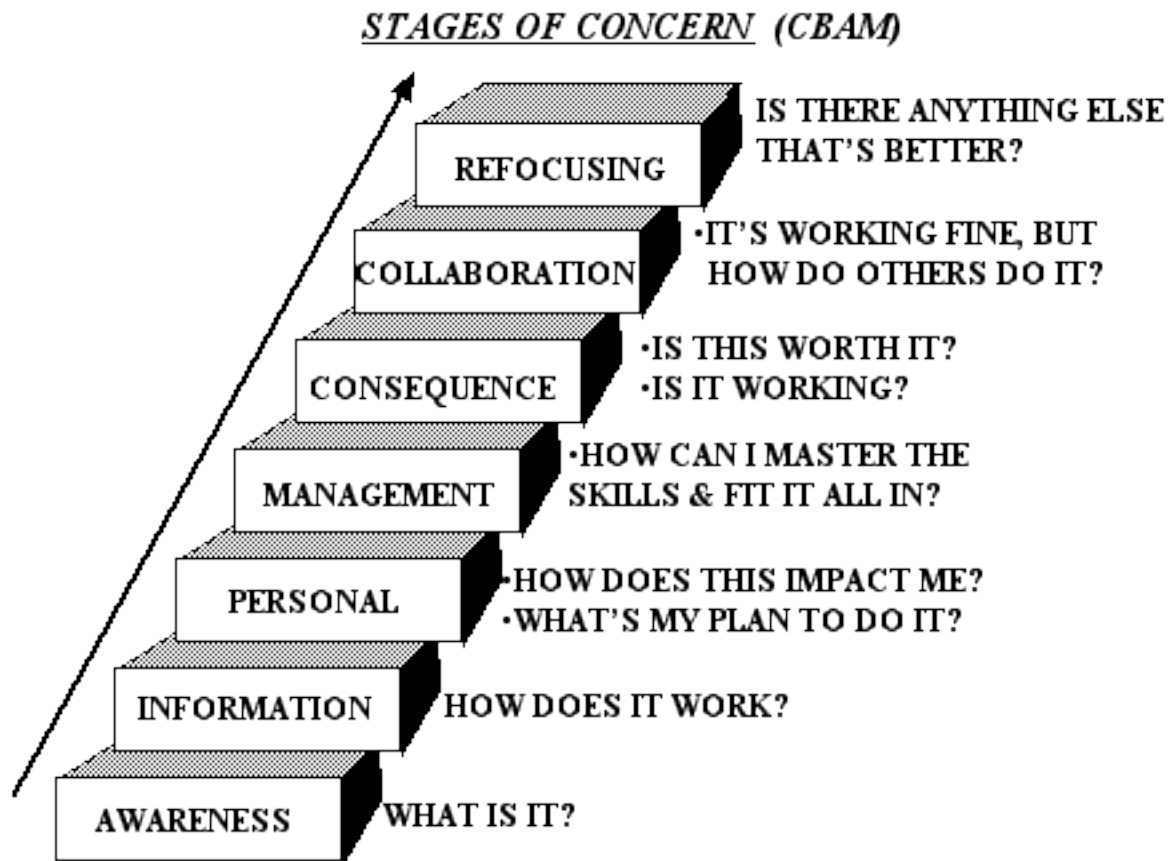 STAGES OF CONCERN (CBAM)
IS THERE ANYTHING ELSE
THAT'S BETTER?
REFOCUSING
•IT'S WORKING FINE, BUT
HOW DO OTHERS DO IT?
COLLABORATION
•IS THIS WORTH IT?
•IS IT WORKING?
CONSEQUENCE
•HOW CAN I MASTER THE
SKILLS & FIT IT ALL IN?
MANAGEMENT
•HOW DOES THIS IMPACT ME?
•WHAT'S MY PLAN TO DO IT?
PERSONAL
INFORMATION
HOW DOES IT WORK?
AWARENESS
WHAT IS IT?